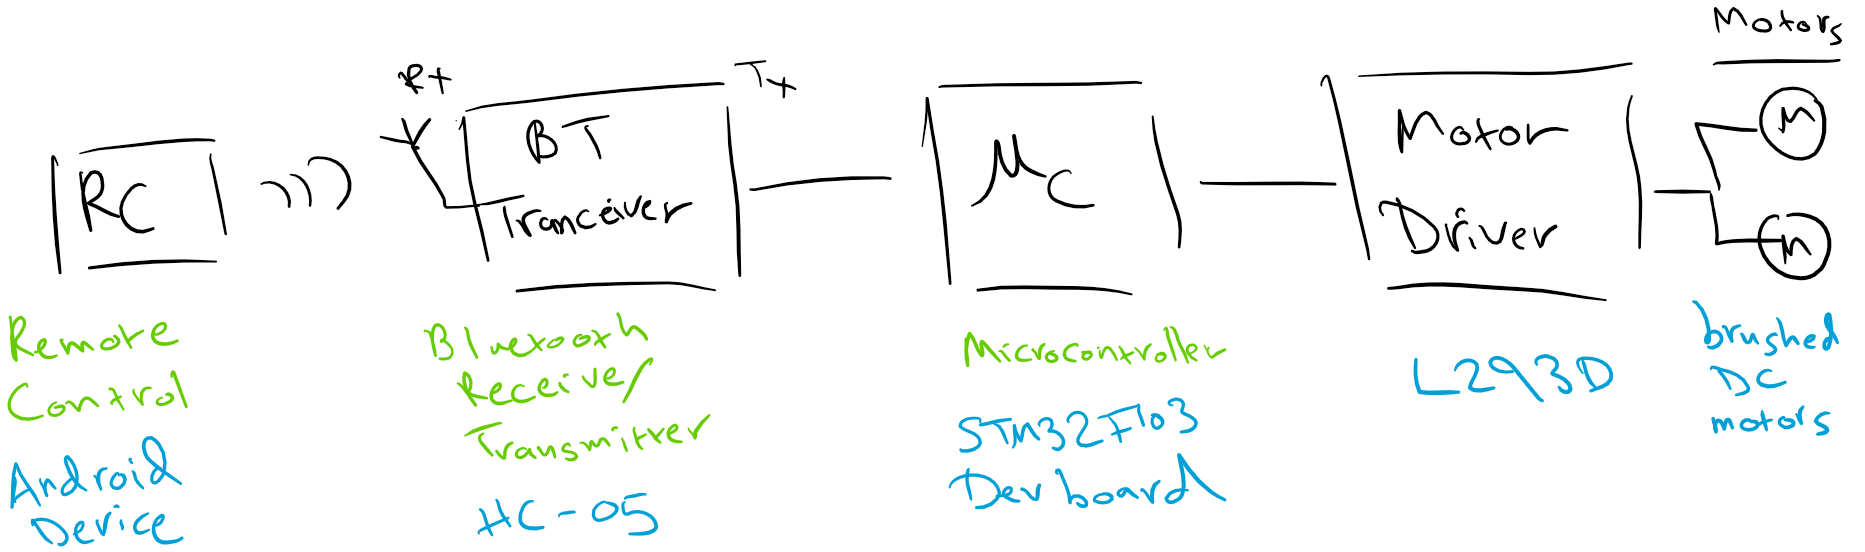 Motors
Rx
Tx
RC
BT
Tranceiver
μC
Motor
Driver
M
M
Remote
Control
Android
Device
Bluetooth
Receiver/
Transmitter
HC-05
Microcontroller
STM32F103
Dev board
L293D
brushed
DC
motors